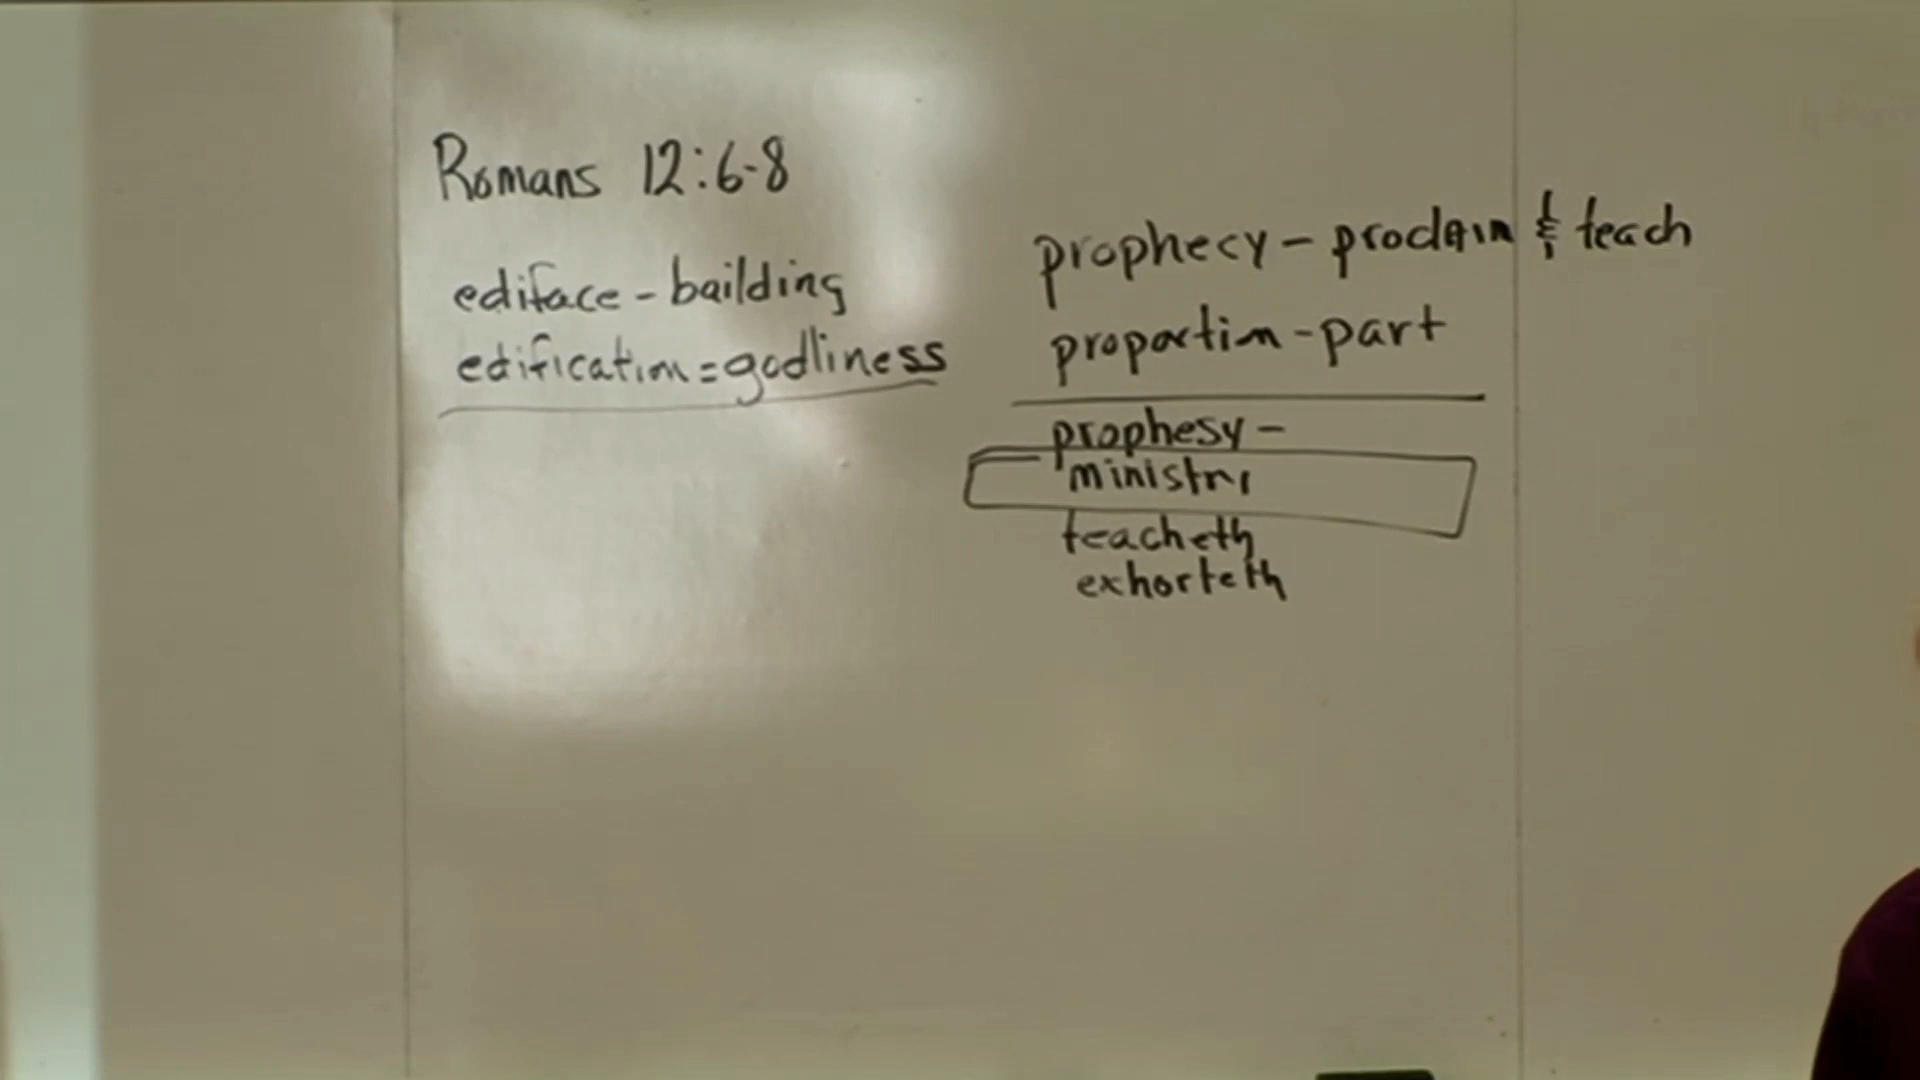 Romans 12:6-8
ediface - building
edification = godliness
prophecy - proclaim & teach
proportion - part
prophesy -
ministry
teacheth
exhorteth